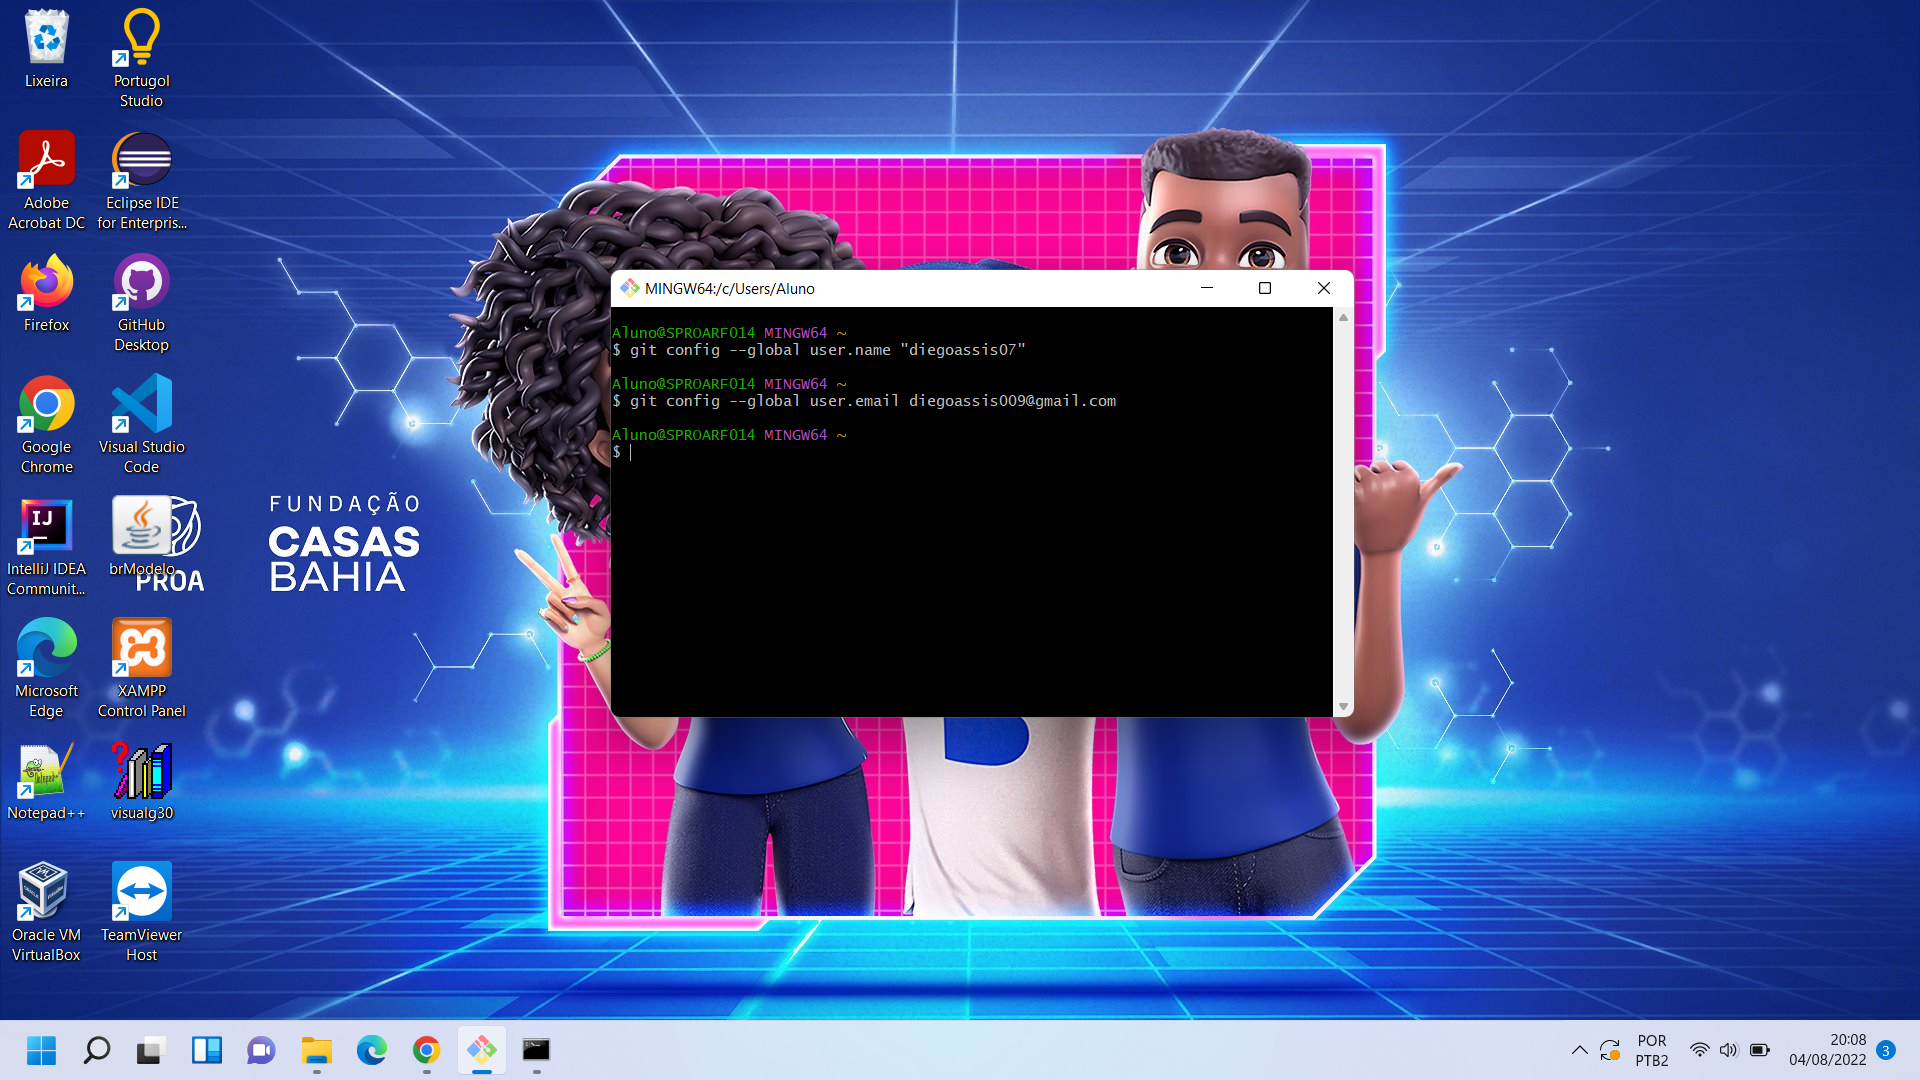 Lixeira
Portugol
Studio
Adobe
Acrobat DC
Eclipse IDE
for Enterpris...
Firefox
GitHub
Desktop
Google
Chrome
Visual Studio
Code
IntelliJ IDEA
Communit...
brModelo
PROA
Microsoft
Edge
XAMPP
Control Panel
Notepad++
visualg30
Oracle VM
VirtualBox
TeamViewer
Host
FUNDAÇÃO
CASAS
BAHIA
MINGW64:/c/Users/Aluno
Aluno@SPROARF014 MINGW64 ~
$ git config --global user.name "diegoassis07"
Aluno@SPROARF014 MINGW64 ~
$ git config --global user.email diegoassis009@gmail.com
Aluno@SPROARF014 MINGW64 ~
$
POR
PTB2
20:08
04/08/2022
3